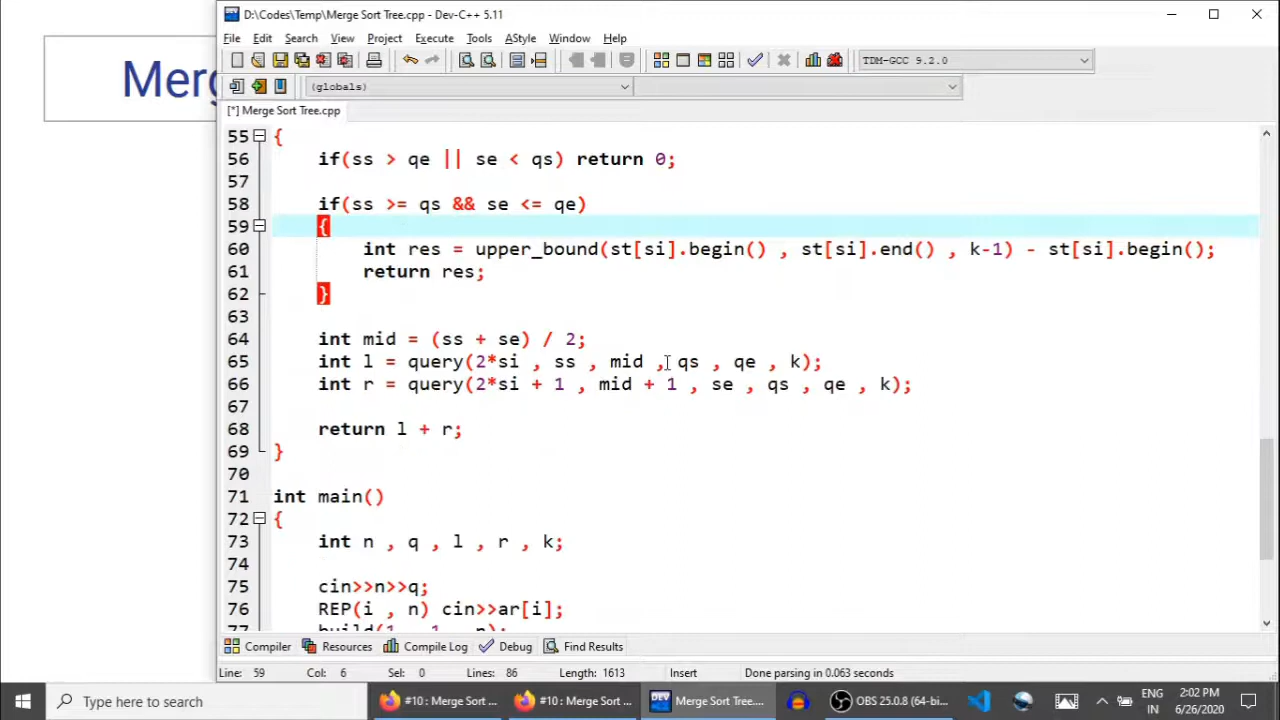 Merg
D:\Codes\Temp\Merge Sort Tree.cpp - Dev-C++ 5.11
File Edit Search View Project Execute Tools AStyle Window Help
TDM-GCC 9.2.0
(globals)
[*] Merge Sort Tree.cpp
55 {
56 if(ss > qe || se < qs) return 0;
57
58 if(ss >= qs && se <= qe)
59 {
60 int res = upper_bound(st[si].begin() , st[si].end() , k-1) - st[si].begin();
61 return res;
62 }
63
64 int mid = (ss + se) / 2;
65 int l = query(2*si , ss , mid , qs , qe , k);
66 int r = query(2*si + 1 , mid + 1 , se , qs , qe , k);
67
68 return l + r;
69 }
70
71 int main()
72 {
73 int n , q , l , r , k;
74
75 cin>>n>>q;
76 REP(i , n) cin>>ar[i];
77 build(1 , 1 , n);
Compiler Resources Compile Log Debug Find Results
Line: 59 Col: 6 Sel: 0 Lines: 86 Length: 1613 Insert Done parsing in 0.063 seconds
Type here to search
#10 : Merge Sort ...
#10 : Merge Sort ...
Merge Sort Tree....
OBS 25.0.8 (64-bi...
ENG
IN
2:02 PM
6/26/2020